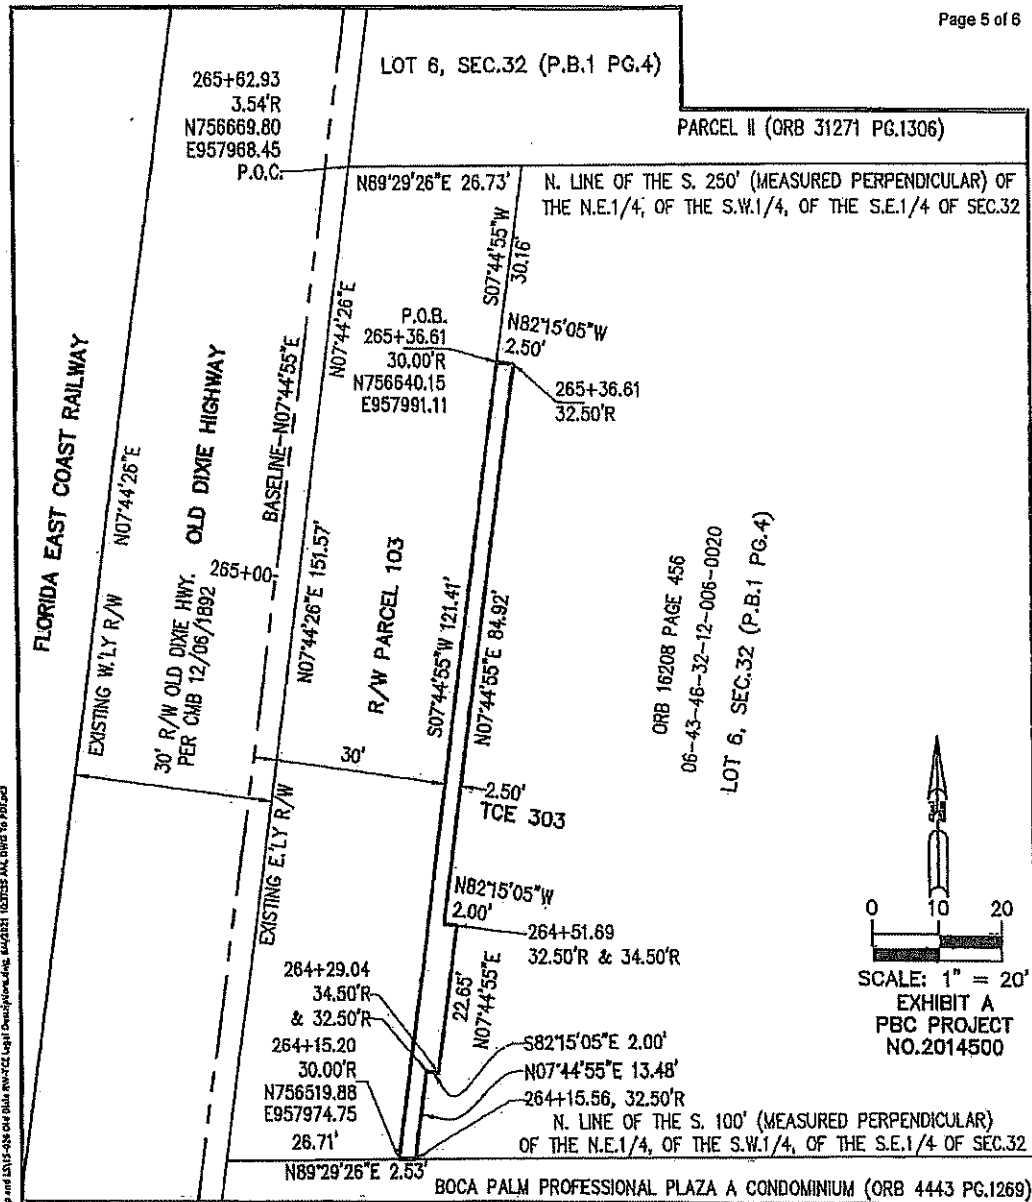 Page 5 of 6
LOT 6, SEC.32 (P.B.1 PG.4)
265+62.93
3.54'R
N756669.80
E957968.45
P.O.C.
PARCEL II (ORB 31271 PG.1306)
N89°29'26"E 26.73'
N. LINE OF THE S. 250' (MEASURED PERPENDICULAR) OF
THE N.E.1/4, OF THE S.W.1/4, OF THE S.E.1/4 OF SEC.32
S07°44'55"W
30.16'
N07°44'26"E
P.O.B.
265+36.61
30.00'R
N756640.15
E957991.11
N82°15'05"W
2.50'
265+36.61
32.50'R
FLORIDA EAST COAST RAILWAY
EXISTING W.'LY R/W
N07°44'26"E
OLD DIXIE HIGHWAY
30' R/W OLD DIXIE HWY.
PER CMB 12/06/1892
BASELINE-N07°44'55"E
265+00
N07°44'26"E 151.57'
EXISTING E.'LY R/W
R/W PARCEL 103
S07°44'55"W 121.41'
N07°44'55"E 84.92'
30'
2.50'
TCE 303
ORB 16208 PAGE 456
06-43-46-32-12-006-0020
LOT 6, SEC.32 (P.B.1 PG.4)
N82°15'05"W
2.00'
264+51.69
32.50'R & 34.50'R
22.65'
N07°44'55"E
264+29.04
34.50'R
& 32.50'R
264+15.20
30.00'R
N756519.88
E957974.75
26.71'
S82°15'05"E 2.00'
N07°44'55"E 13.48'
264+15.56, 32.50'R
0 10 20
SCALE: 1" = 20'
EXHIBIT A
PBC PROJECT
NO.2014500
N. LINE OF THE S. 100' (MEASURED PERPENDICULAR)
OF THE N.E.1/4, OF THE S.W.1/4, OF THE S.E.1/4 OF SEC.32
N89°29'26"E 2.53'
BOCA PALM PROFESSIONAL PLAZA A CONDOMINIUM (ORB 4443 PG.1269)